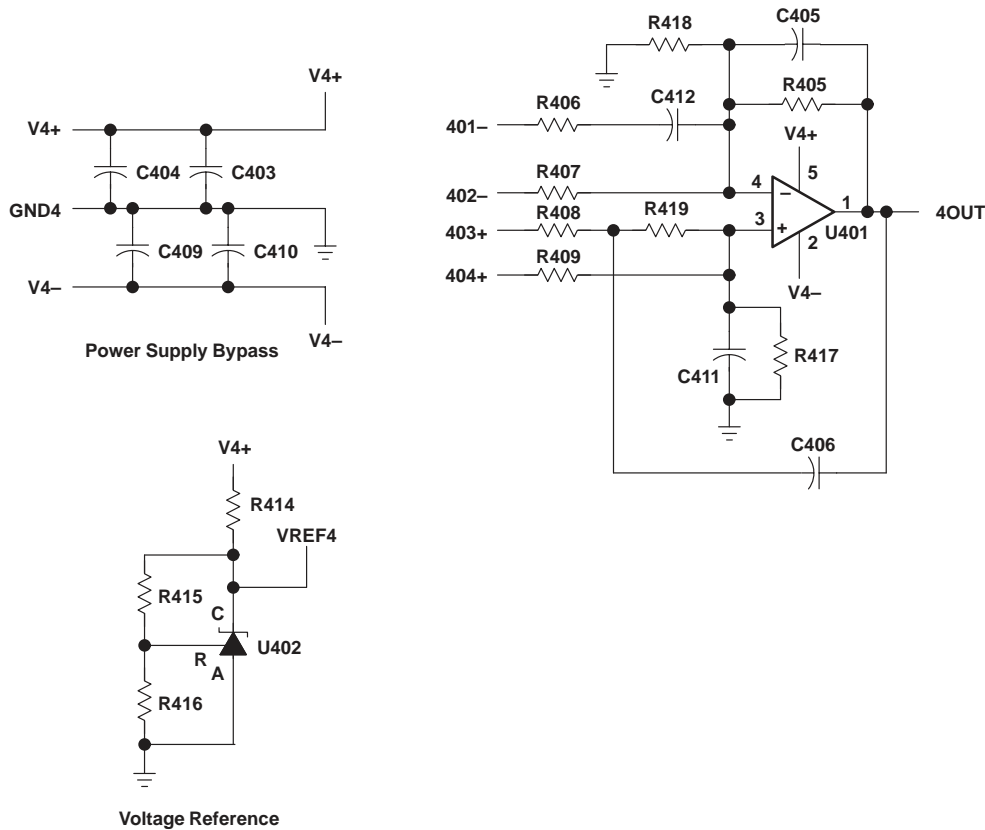 V4+
V4+
C404
C403
GND4
C409
C410
V4–
V4–
Power Supply Bypass
R418
C405
R405
R406
C412
401–
V4+
R407
402–
4
5
–
R408
R419
3
+
1
4OUT
403+
U401
2
R409
404+
V4–
C411
R417
C406
V4+
R414
VREF4
R415
C
U402
R
A
R416
Voltage Reference